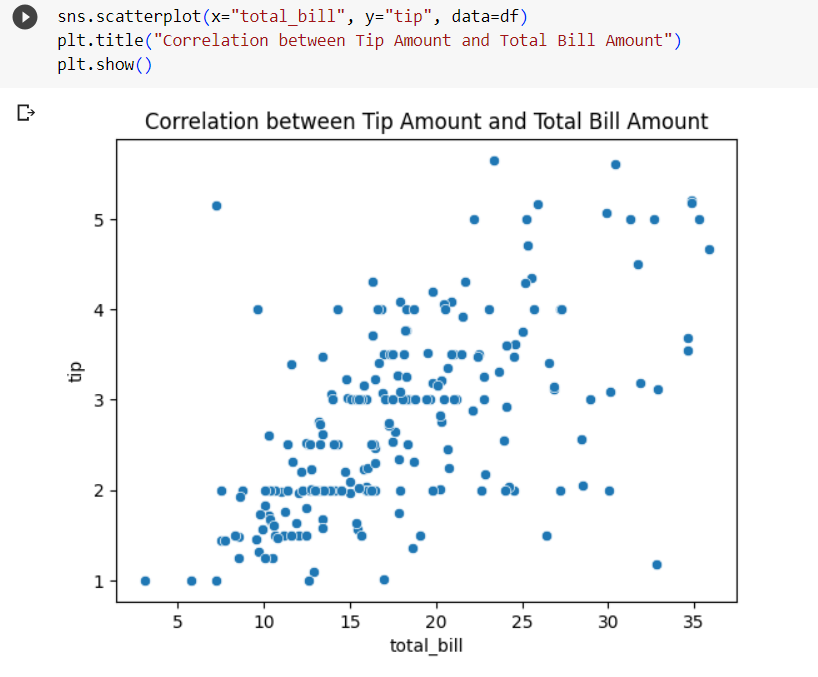 sns.scatterplot(x="total_bill", y="tip", data=df)
plt.title("Correlation between Tip Amount and Total Bill Amount")
plt.show()
Correlation between Tip Amount and Total Bill Amount
5
4
3
2
1
tip
5 10 15 20 25 30 35
total_bill